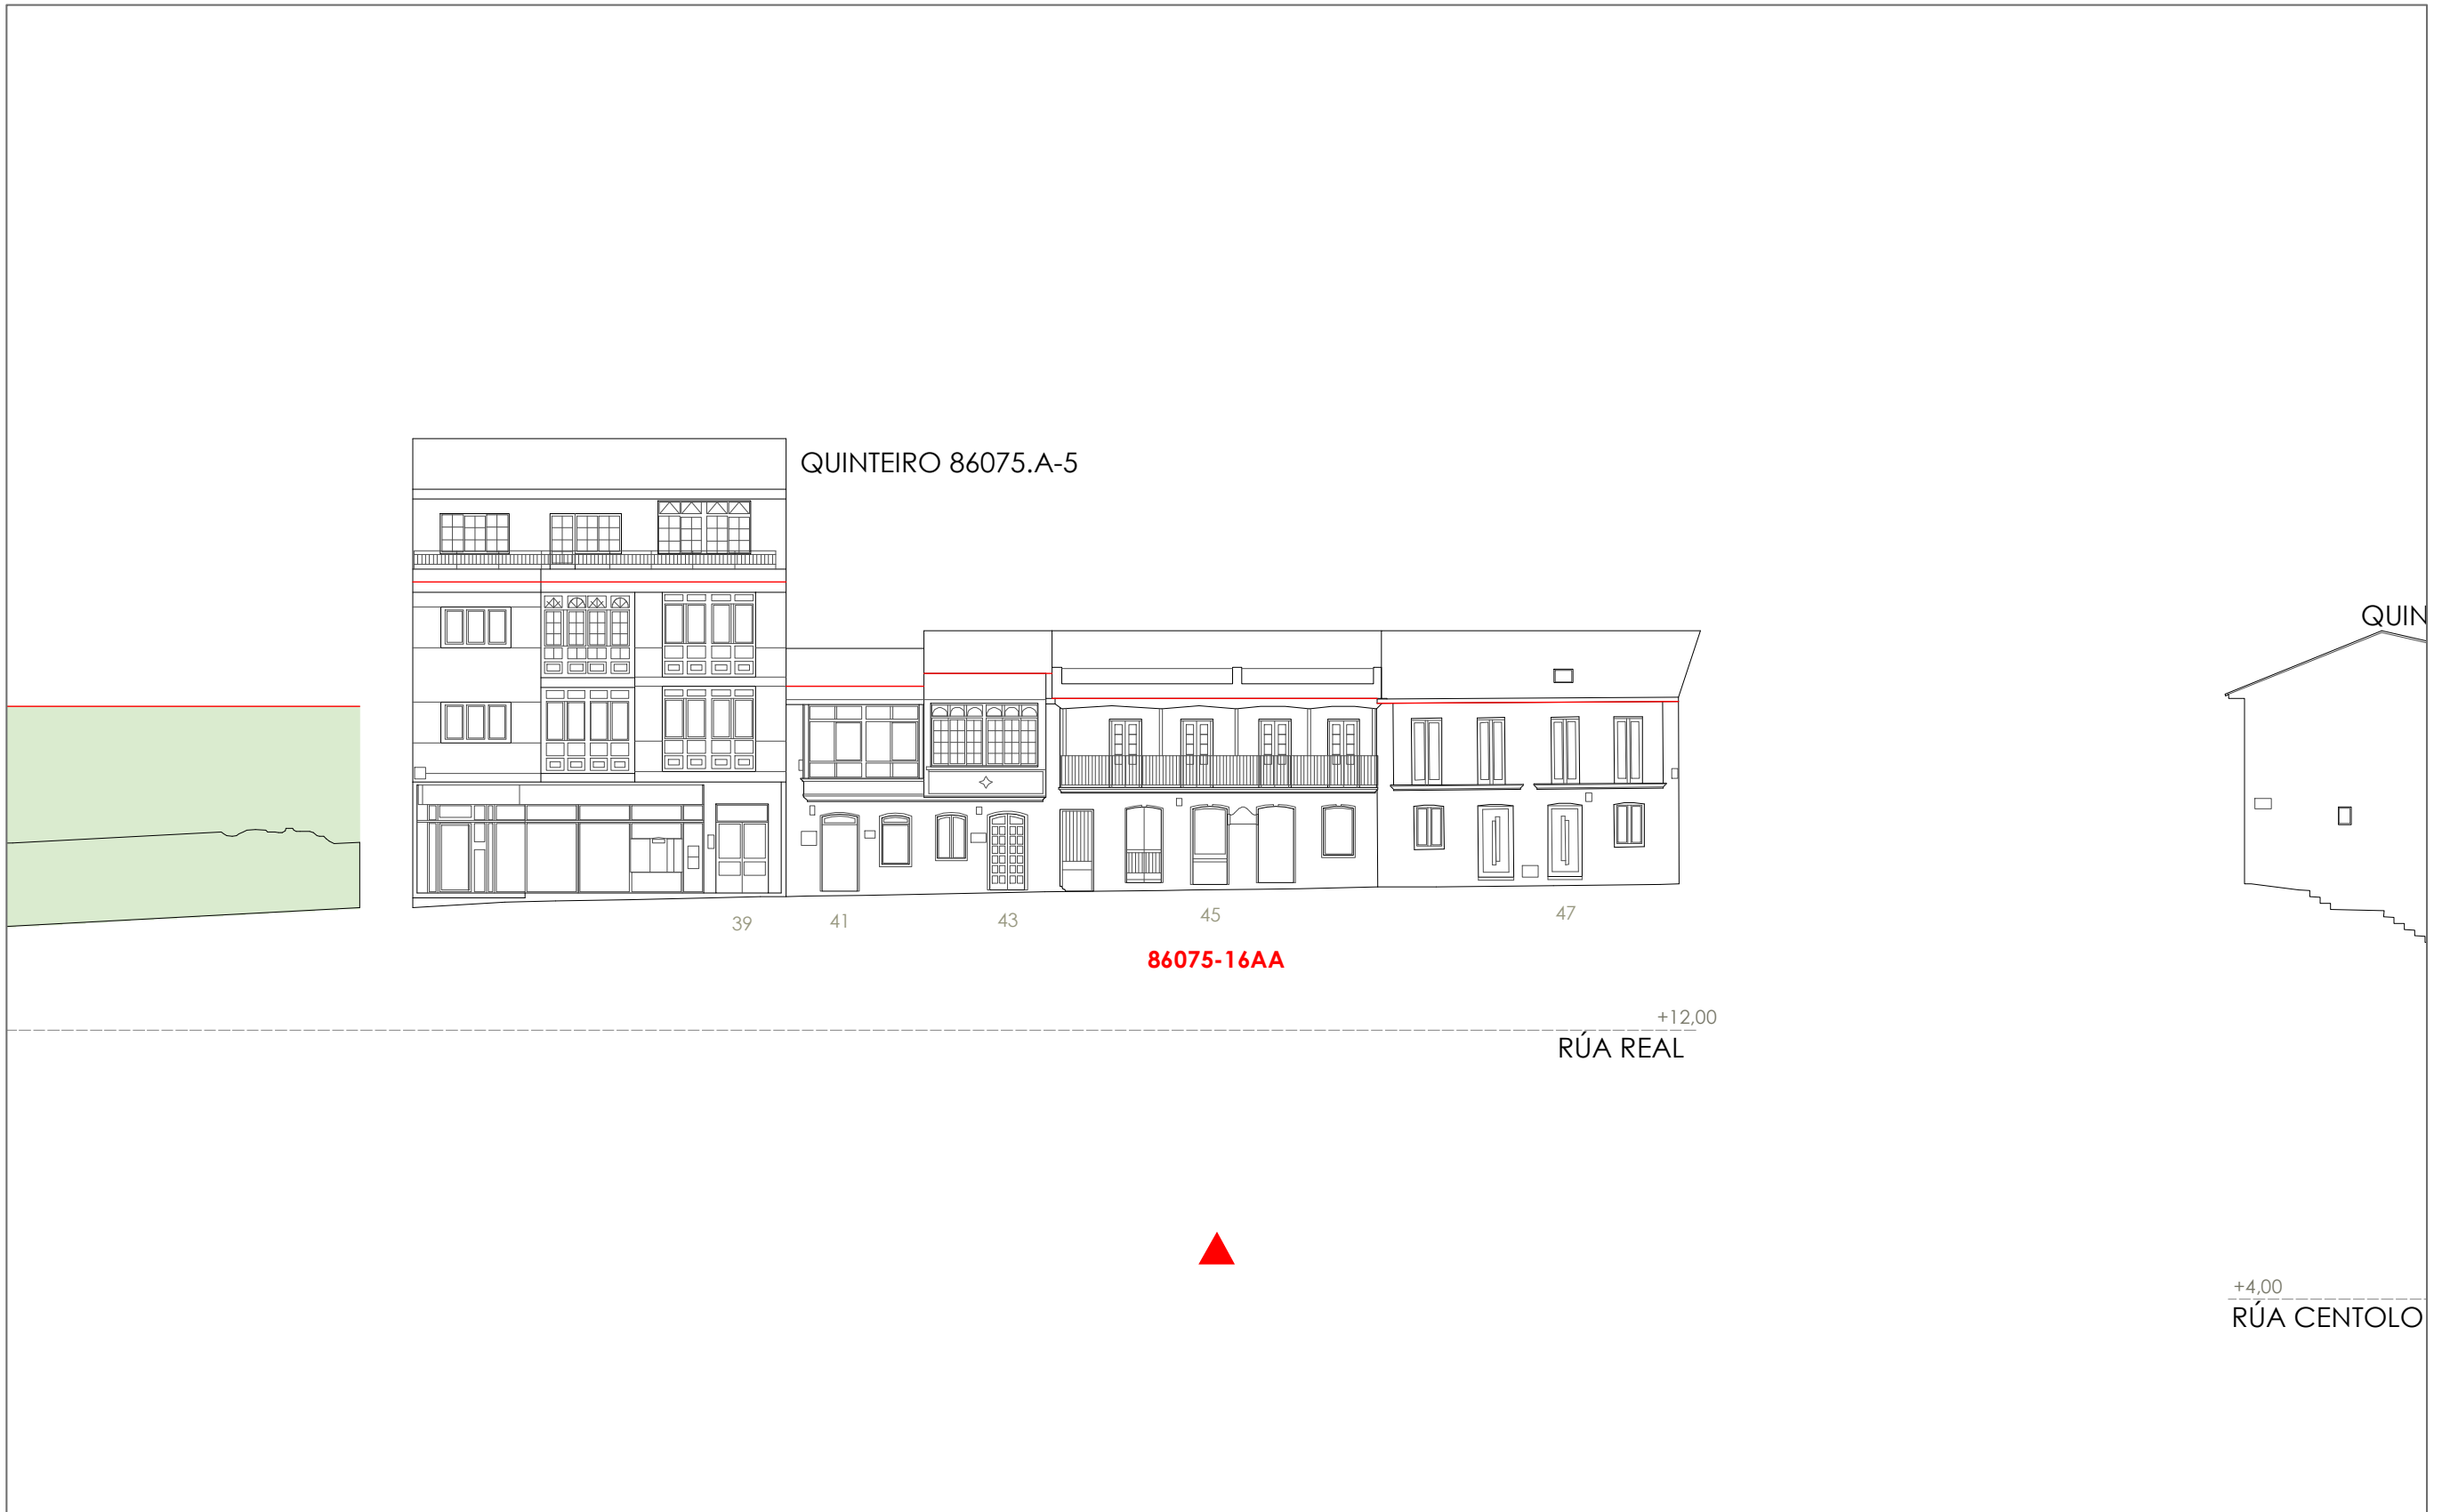 QUINTEIRO 86075.A-5
QUIN
39
41
43
45
47
86075-16AA
+12,00
RÚA REAL
+4,00
RÚA CENTOLO